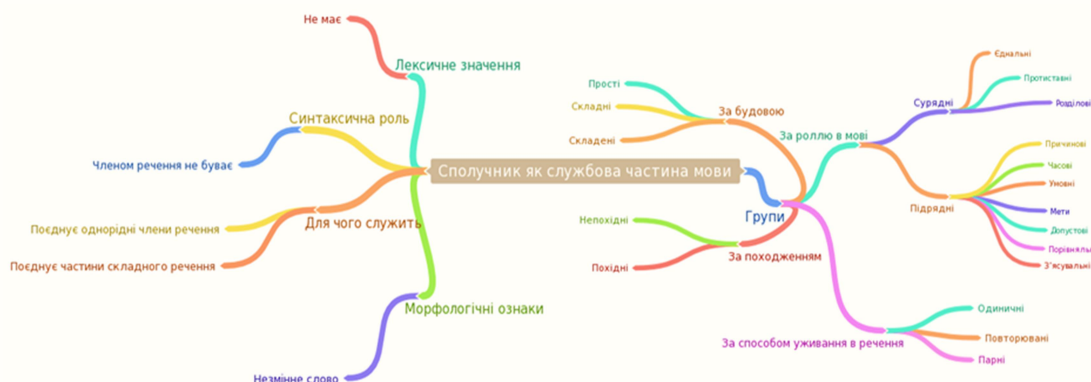 Сполучник як службова частина мови
Лексичне значення
Не має
Синтаксична роль
Членом речення не буває
Для чого служить
Поєднує однорідні члени речення
Поєднує частини складного речення
Морфологічні ознаки
Незмінне слово
Групи
За будовою
Прості
Складні
Складені
За походженням
Непохідні
Похідні
За роллю в мові
Сурядні
Єднальні
Протиставні
Розділові
Підрядні
Причинові
Часові
Умовні
Мети
Допустові
З'ясувальні
За способом уживання в речення
Одиничні
Повторювані
Парні